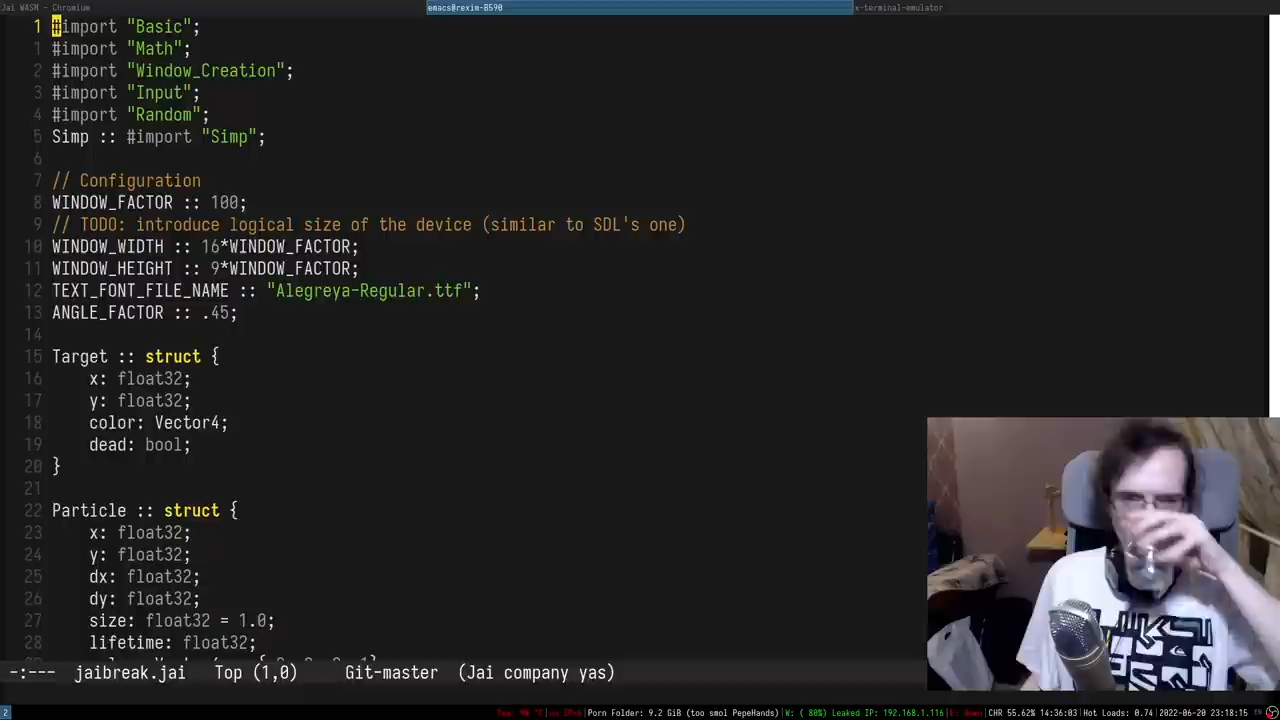 Jai WASM - Chromium
emacs@rexim-B590
x-terminal-emulator
1 #import "Basic";
1 #import "Math";
2 #import "Window_Creation";
3 #import "Input";
4 #import "Random";
5 Simp :: #import "Simp";
6
7 // Configuration
8 WINDOW_FACTOR :: 100;
9 // TODO: introduce logical size of the device (similar to SDL's one)
10 WINDOW_WIDTH :: 16*WINDOW_FACTOR;
11 WINDOW_HEIGHT :: 9*WINDOW_FACTOR;
12 TEXT_FONT_FILE_NAME :: "Alegreya-Regular.ttf";
13 ANGLE_FACTOR :: .45;
14
15 Target :: struct {
16 x: float32;
17 y: float32;
18 color: Vector4;
19 dead: bool;
20 }
21
22 Particle :: struct {
23 x: float32;
24 y: float32;
25 dx: float32;
26 dy: float32;
27 size: float32 = 1.0;
28 lifetime: float32;
-:--- jaibreak.jai Top (1,0) Git-master (Jai company yas)
2
no IPv6|Porn Folder: 9.2 GiB (too smol PepeHands)|W: ( 80%) Leaked IP: 192.168.1.116|E: down|CHR 55.62% 14:36:03|Hot Loads: 0.74|2022-06-20 23:18:15 EN